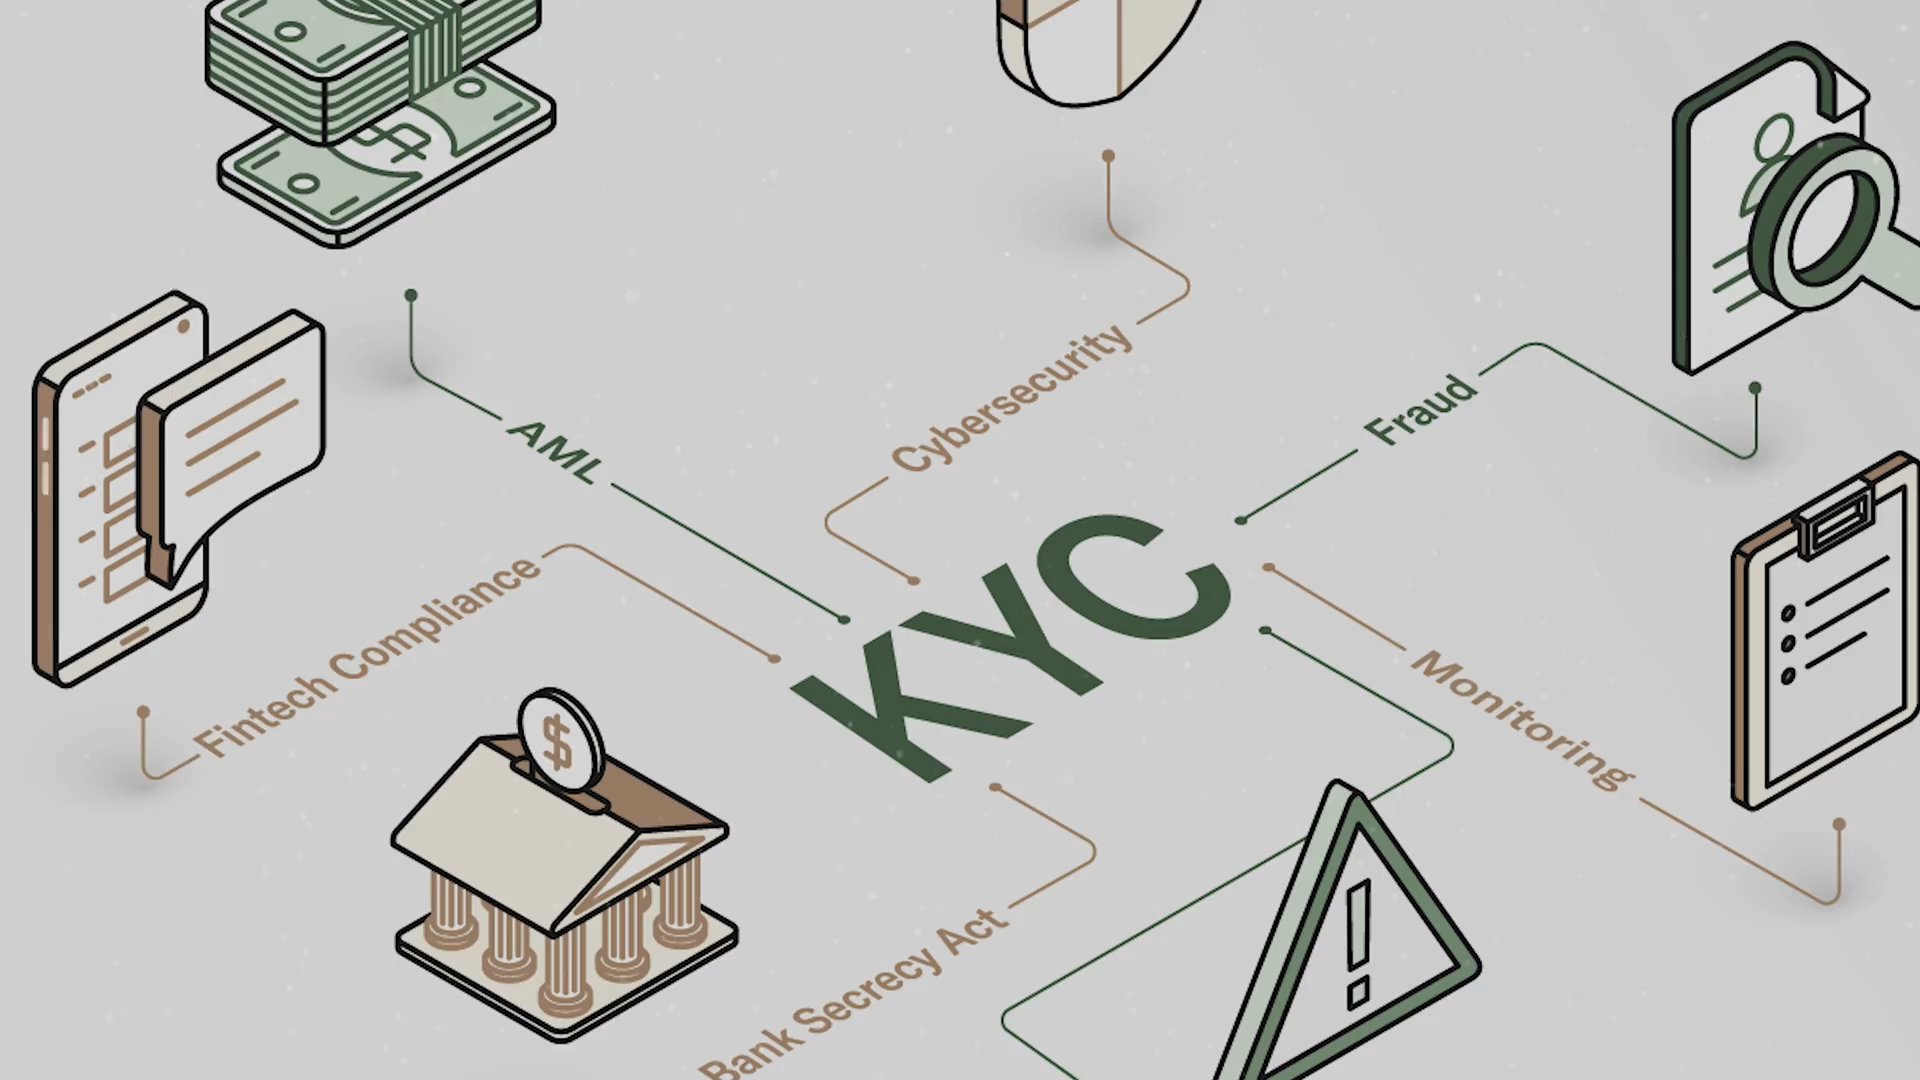 Cybersecurity
Fraud
AML
KYC
Fintech Compliance
Monitoring
Bank Secrecy Act
$